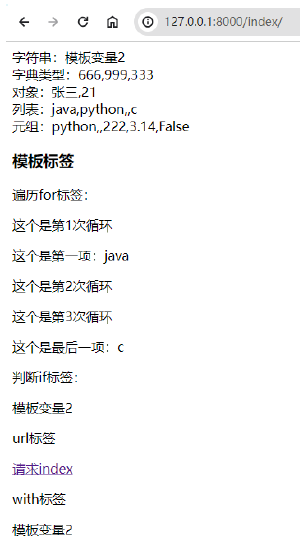 127.0.0.1:8000/index/
字符串：模板变量2
字典类型：666,999,333
对象：张三,21
列表：java,python,,c
元组：python,,222,3.14,False
模板标签
遍历for标签：
这个是第1次循环
这个是第一项：java
这个是第2次循环
这个是第3次循环
这个是最后一项：c
判断if标签：
模板变量2
url标签
请求index
with标签
模板变量2